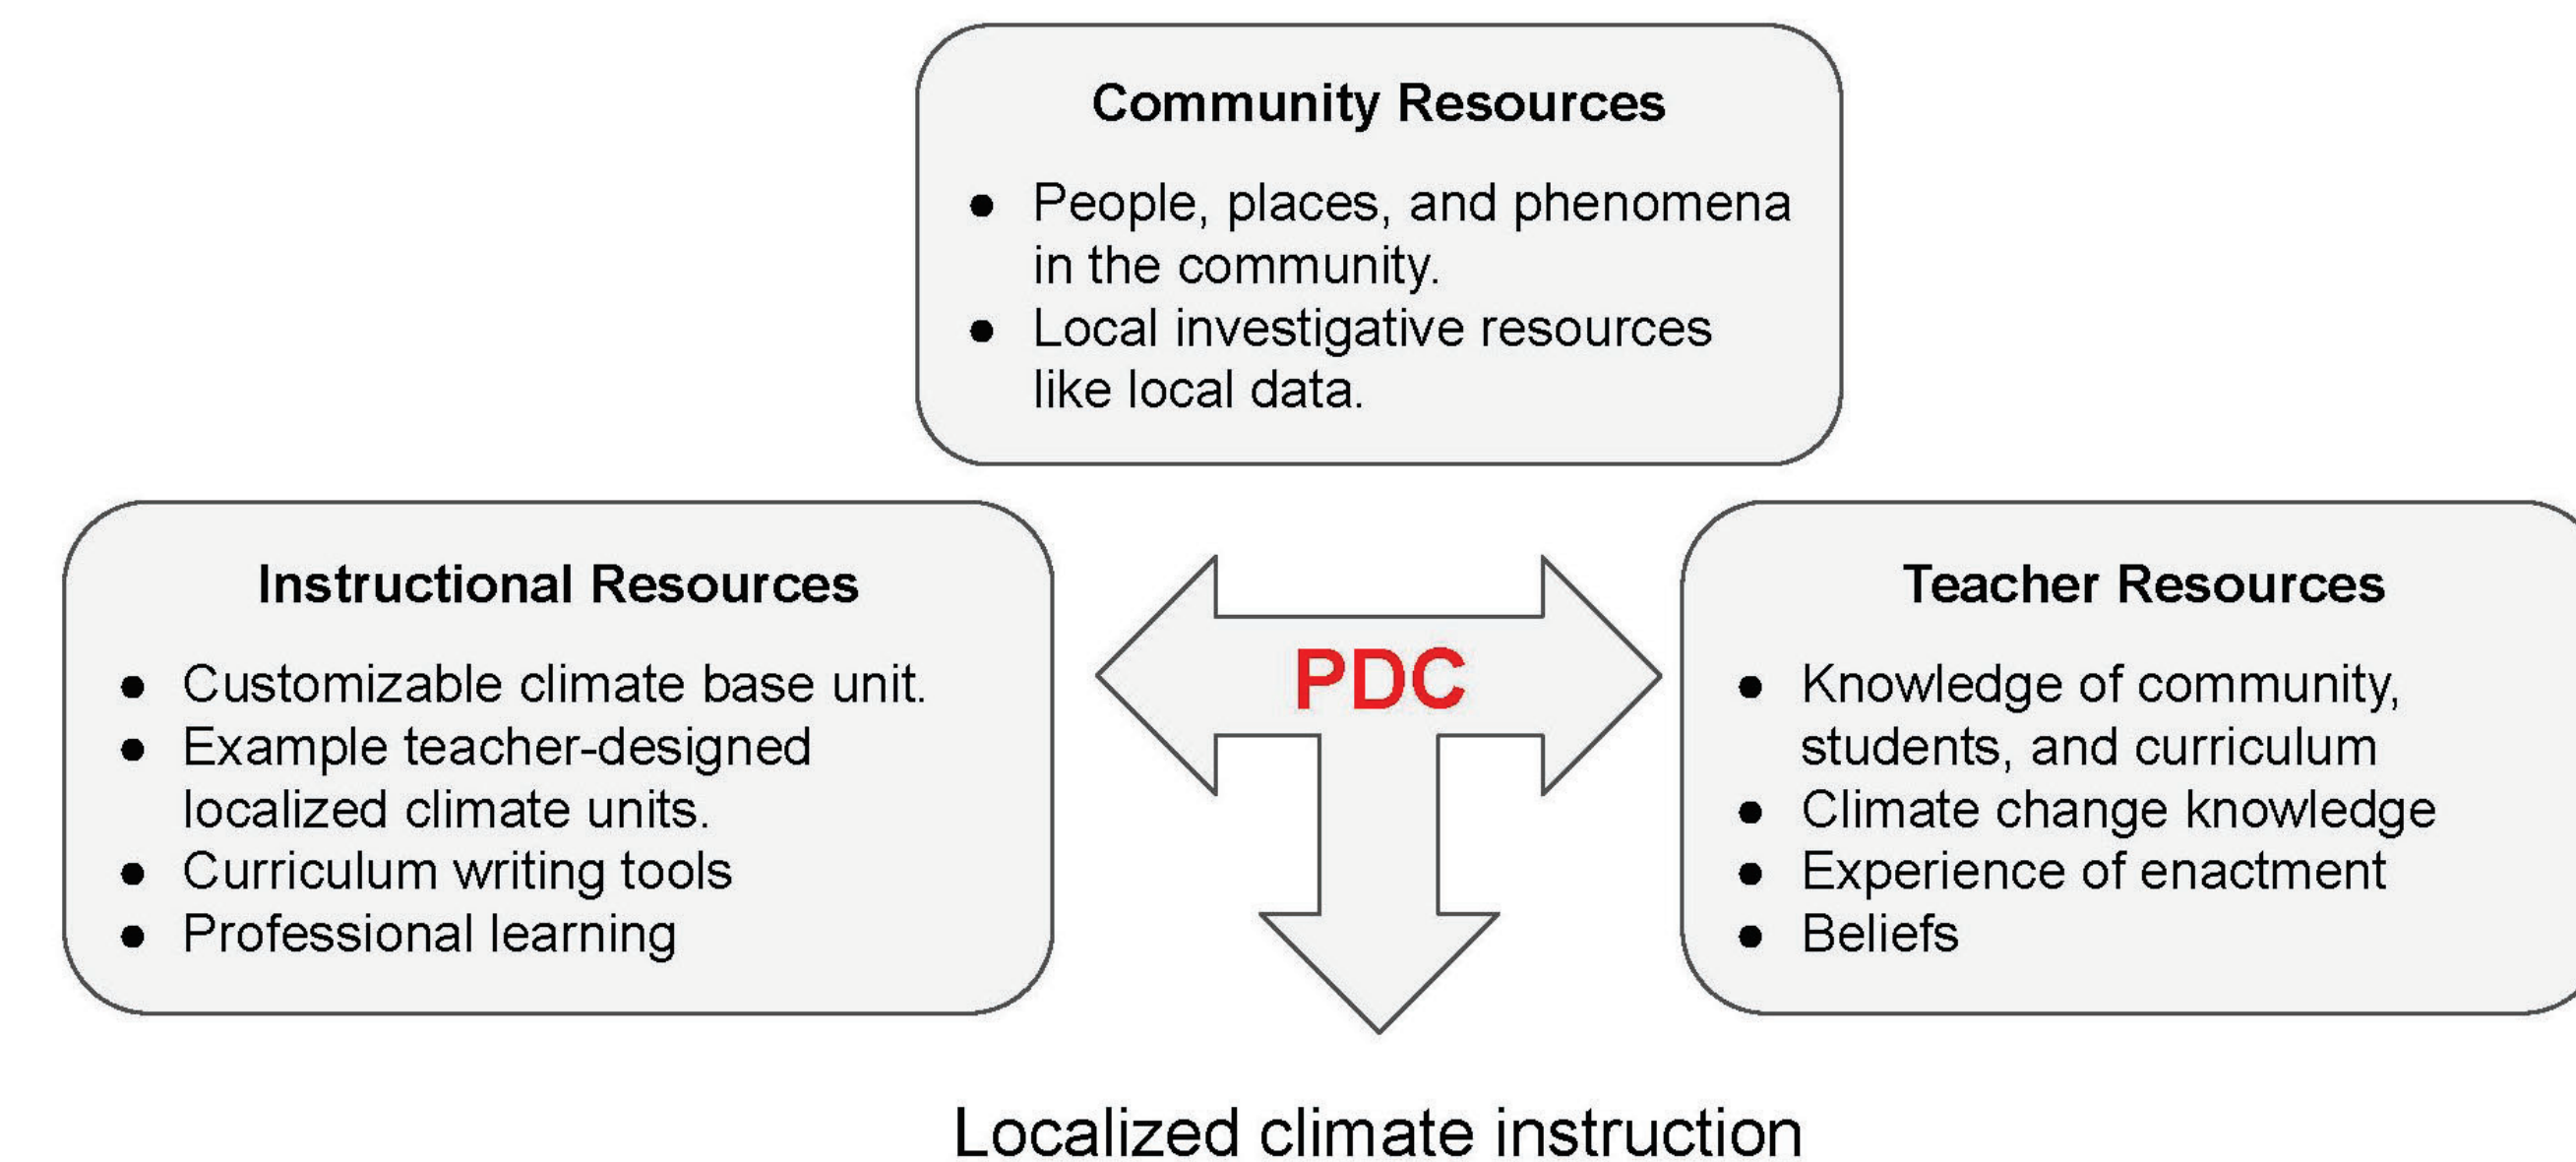 Community Resources
● People, places, and phenomena
in the community.
● Local investigative resources
like local data.
Instructional Resources
● Customizable climate base unit.
● Example teacher-designed
localized climate units.
● Curriculum writing tools
● Professional learning
PDC
Teacher Resources
● Knowledge of community,
students, and curriculum
● Climate change knowledge
● Experience of enactment
● Beliefs
Localized climate instruction